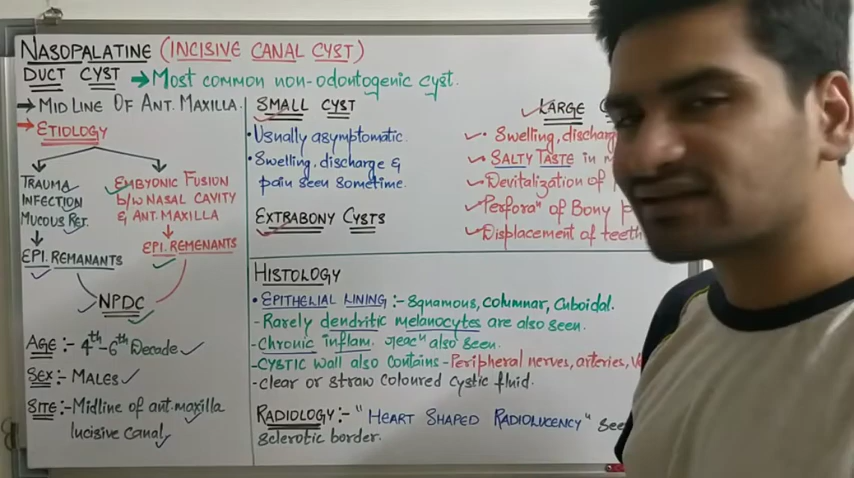 NASOPALATINE (INCISIVE CANAL CYST)
DUCT CYST → Most common non-odontogenic cyst.
→ MID LINE OF ANT. MAXILLA.
→ ETIOLOGY
TRAUMA
INFECTION
MUCOUS RET.
EPI. REMANANTS
EMBYONIC FUSION
B/W NASAL CAVITY
& ANT. MAXILLA
EPI. REMENANTS
NPDC
AGE :- 4th-6th Decade
SEX :- MALES
SITE :- Midline of ant. maxilla
Incisive canal
SMALL CYST
• Usually asymptomatic.
• Swelling, discharge &
pain seen sometime.
EXTRABONY CYSTS
LARGE
• Swelling, discharg
• SALTY TASTE in
• Devitalization of
• Perforaⁿ of Bony
Displacement of teeth
HISTOLOGY
• EPITHELIAL LINING :- Squamous, columnar, Cuboidal.
- Rarely dendritic melanocytes are also seen.
- Chronic inflam. reacⁿ also seen.
- CYSTIC wall also contains - Peripheral nerves, arteries,
- Clear or straw coloured cystic fluid.
RADIOLOGY :- "HEART SHAPED RADIOLUCENCY" see
sclerotic border.